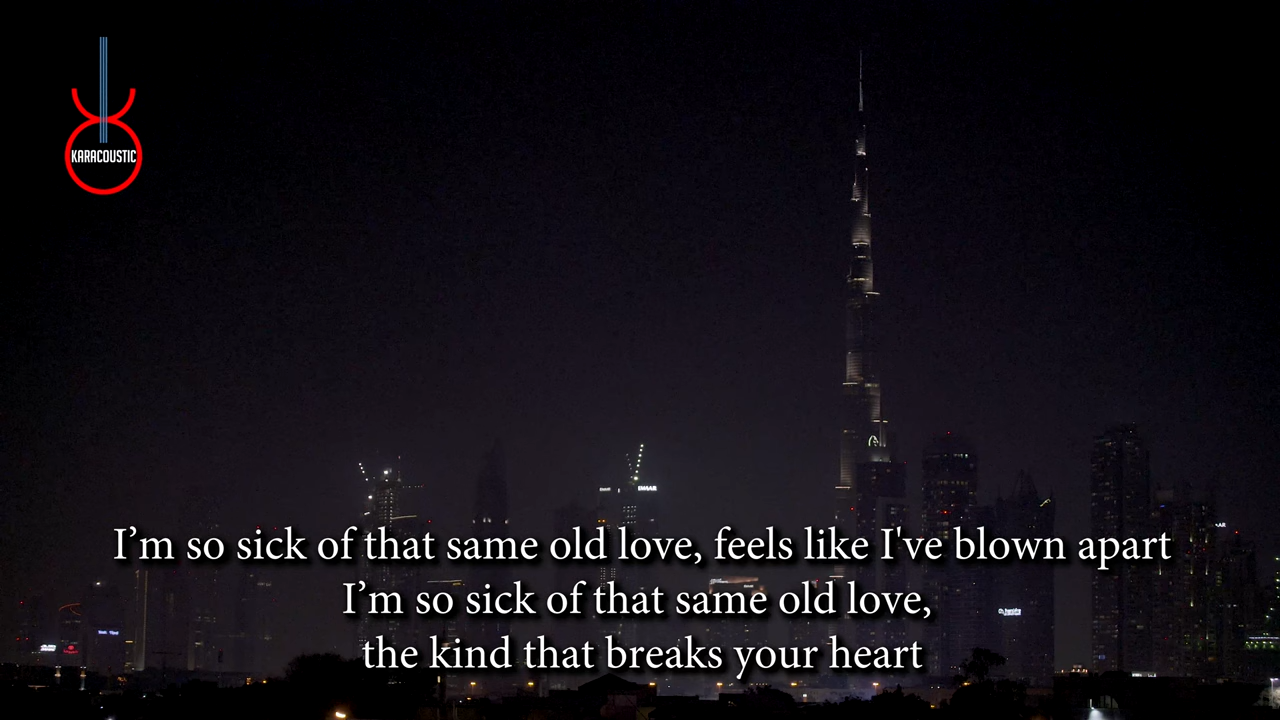 KARACOUSTIC
EMAAR
I’m so sick of that same old love, feels like I've blown apart
I’m so sick of that same old love,
the kind that breaks your heart